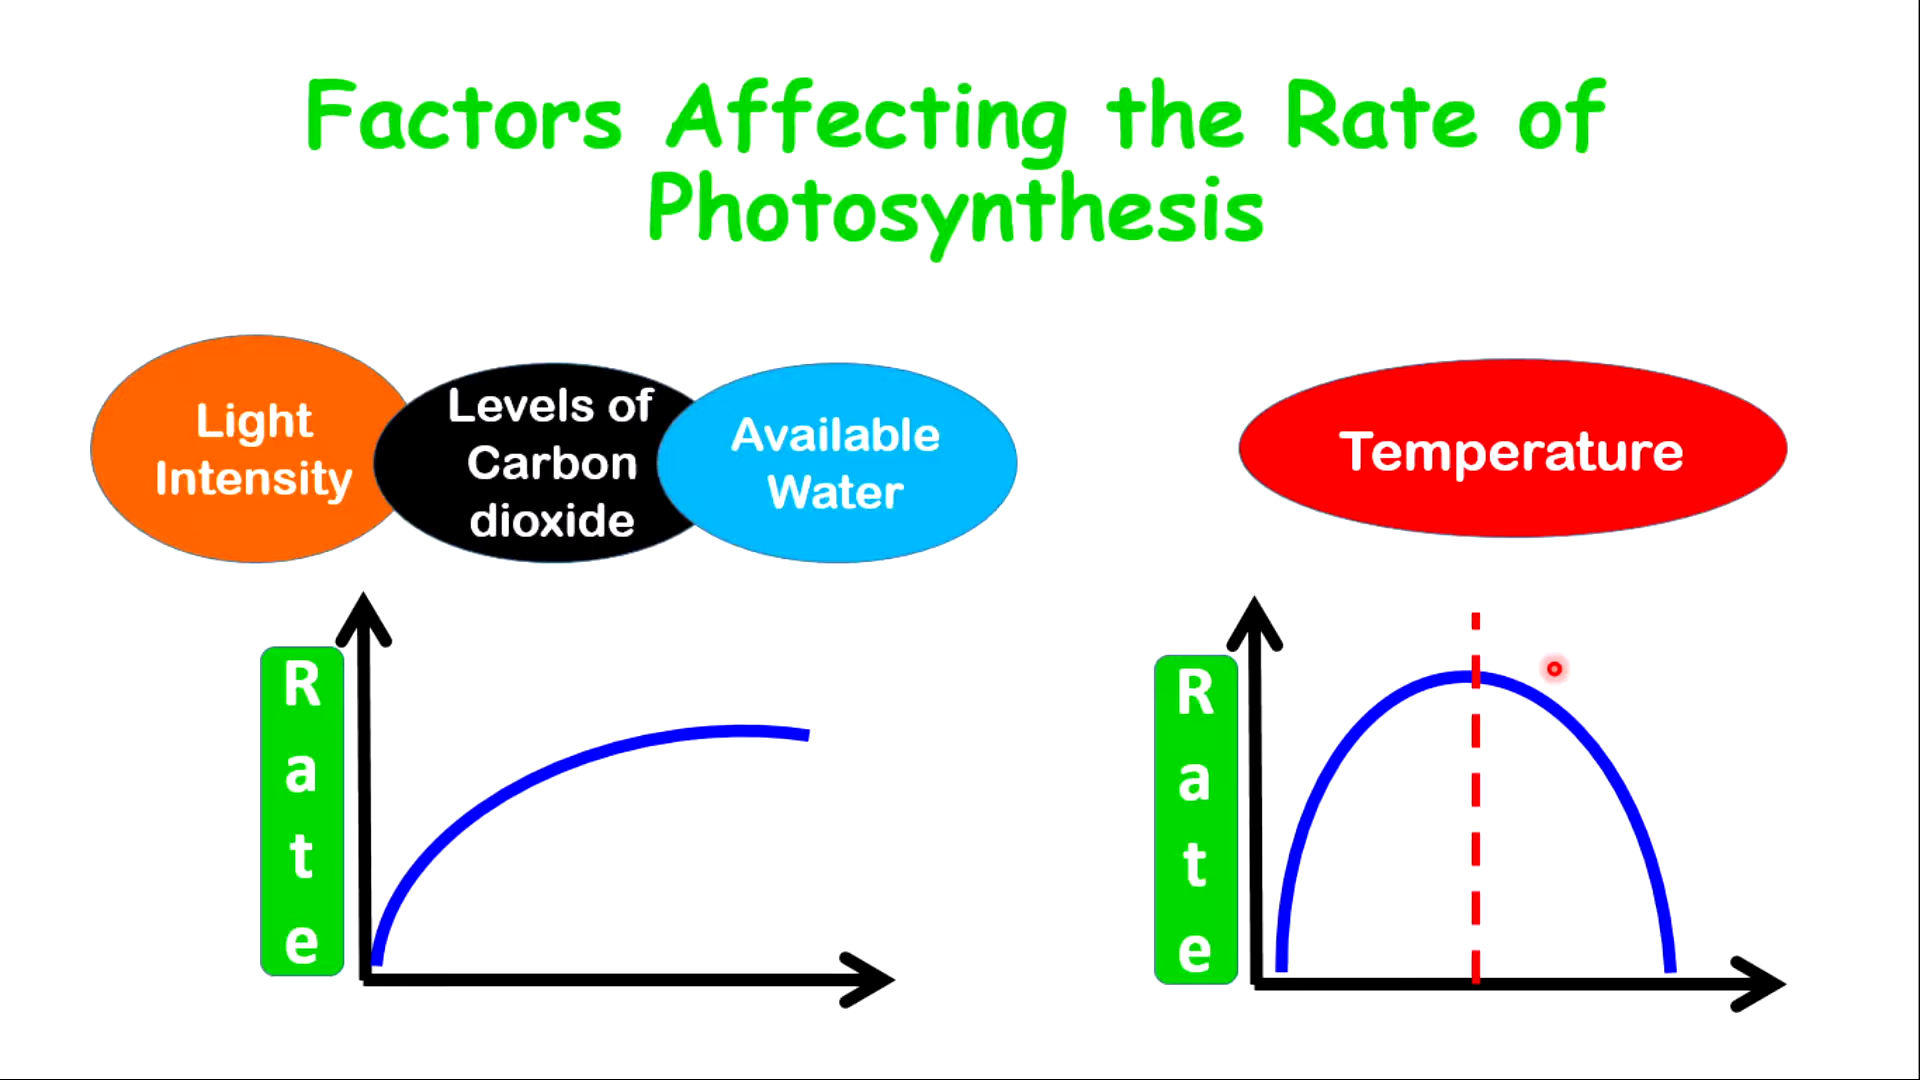 Factors Affecting the Rate of
Photosynthesis
Light
Intensity
Levels of
Carbon
dioxide
Available
Water
Temperature
R
a
t
e
R
a
t
e